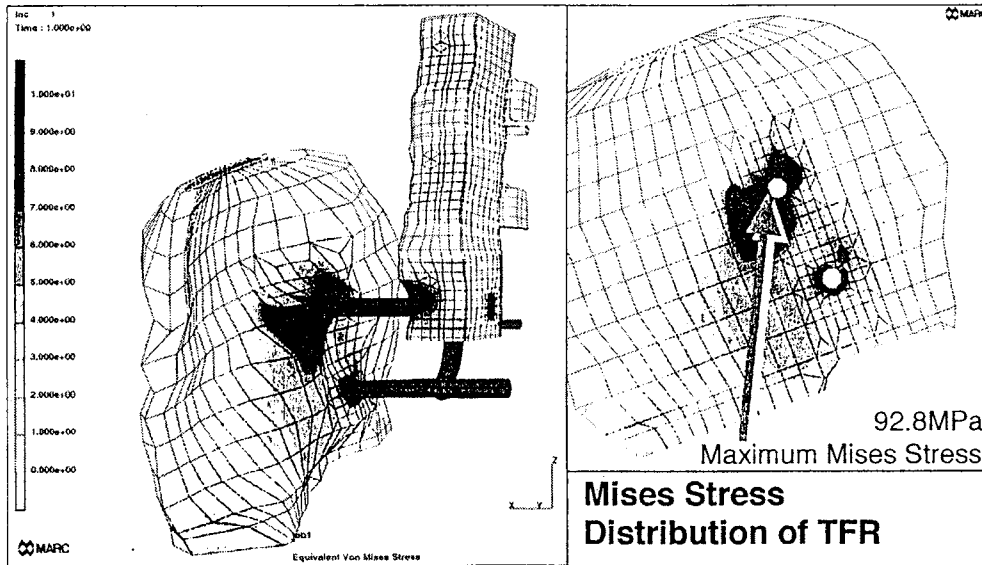 Inc : 1
Time : 1.000e+00
1.000e+01
9.000e+00
8.000e+00
7.000e+00
6.000e+00
5.000e+00
4.000e+00
3.000e+00
2.000e+00
1.000e+00
0.000e+00
MARC
job1
Equivalent Von Mises Stress
Z
X
Y
MARC
92.8MPa
Maximum Mises Stress
Mises Stress
Distribution of TFR